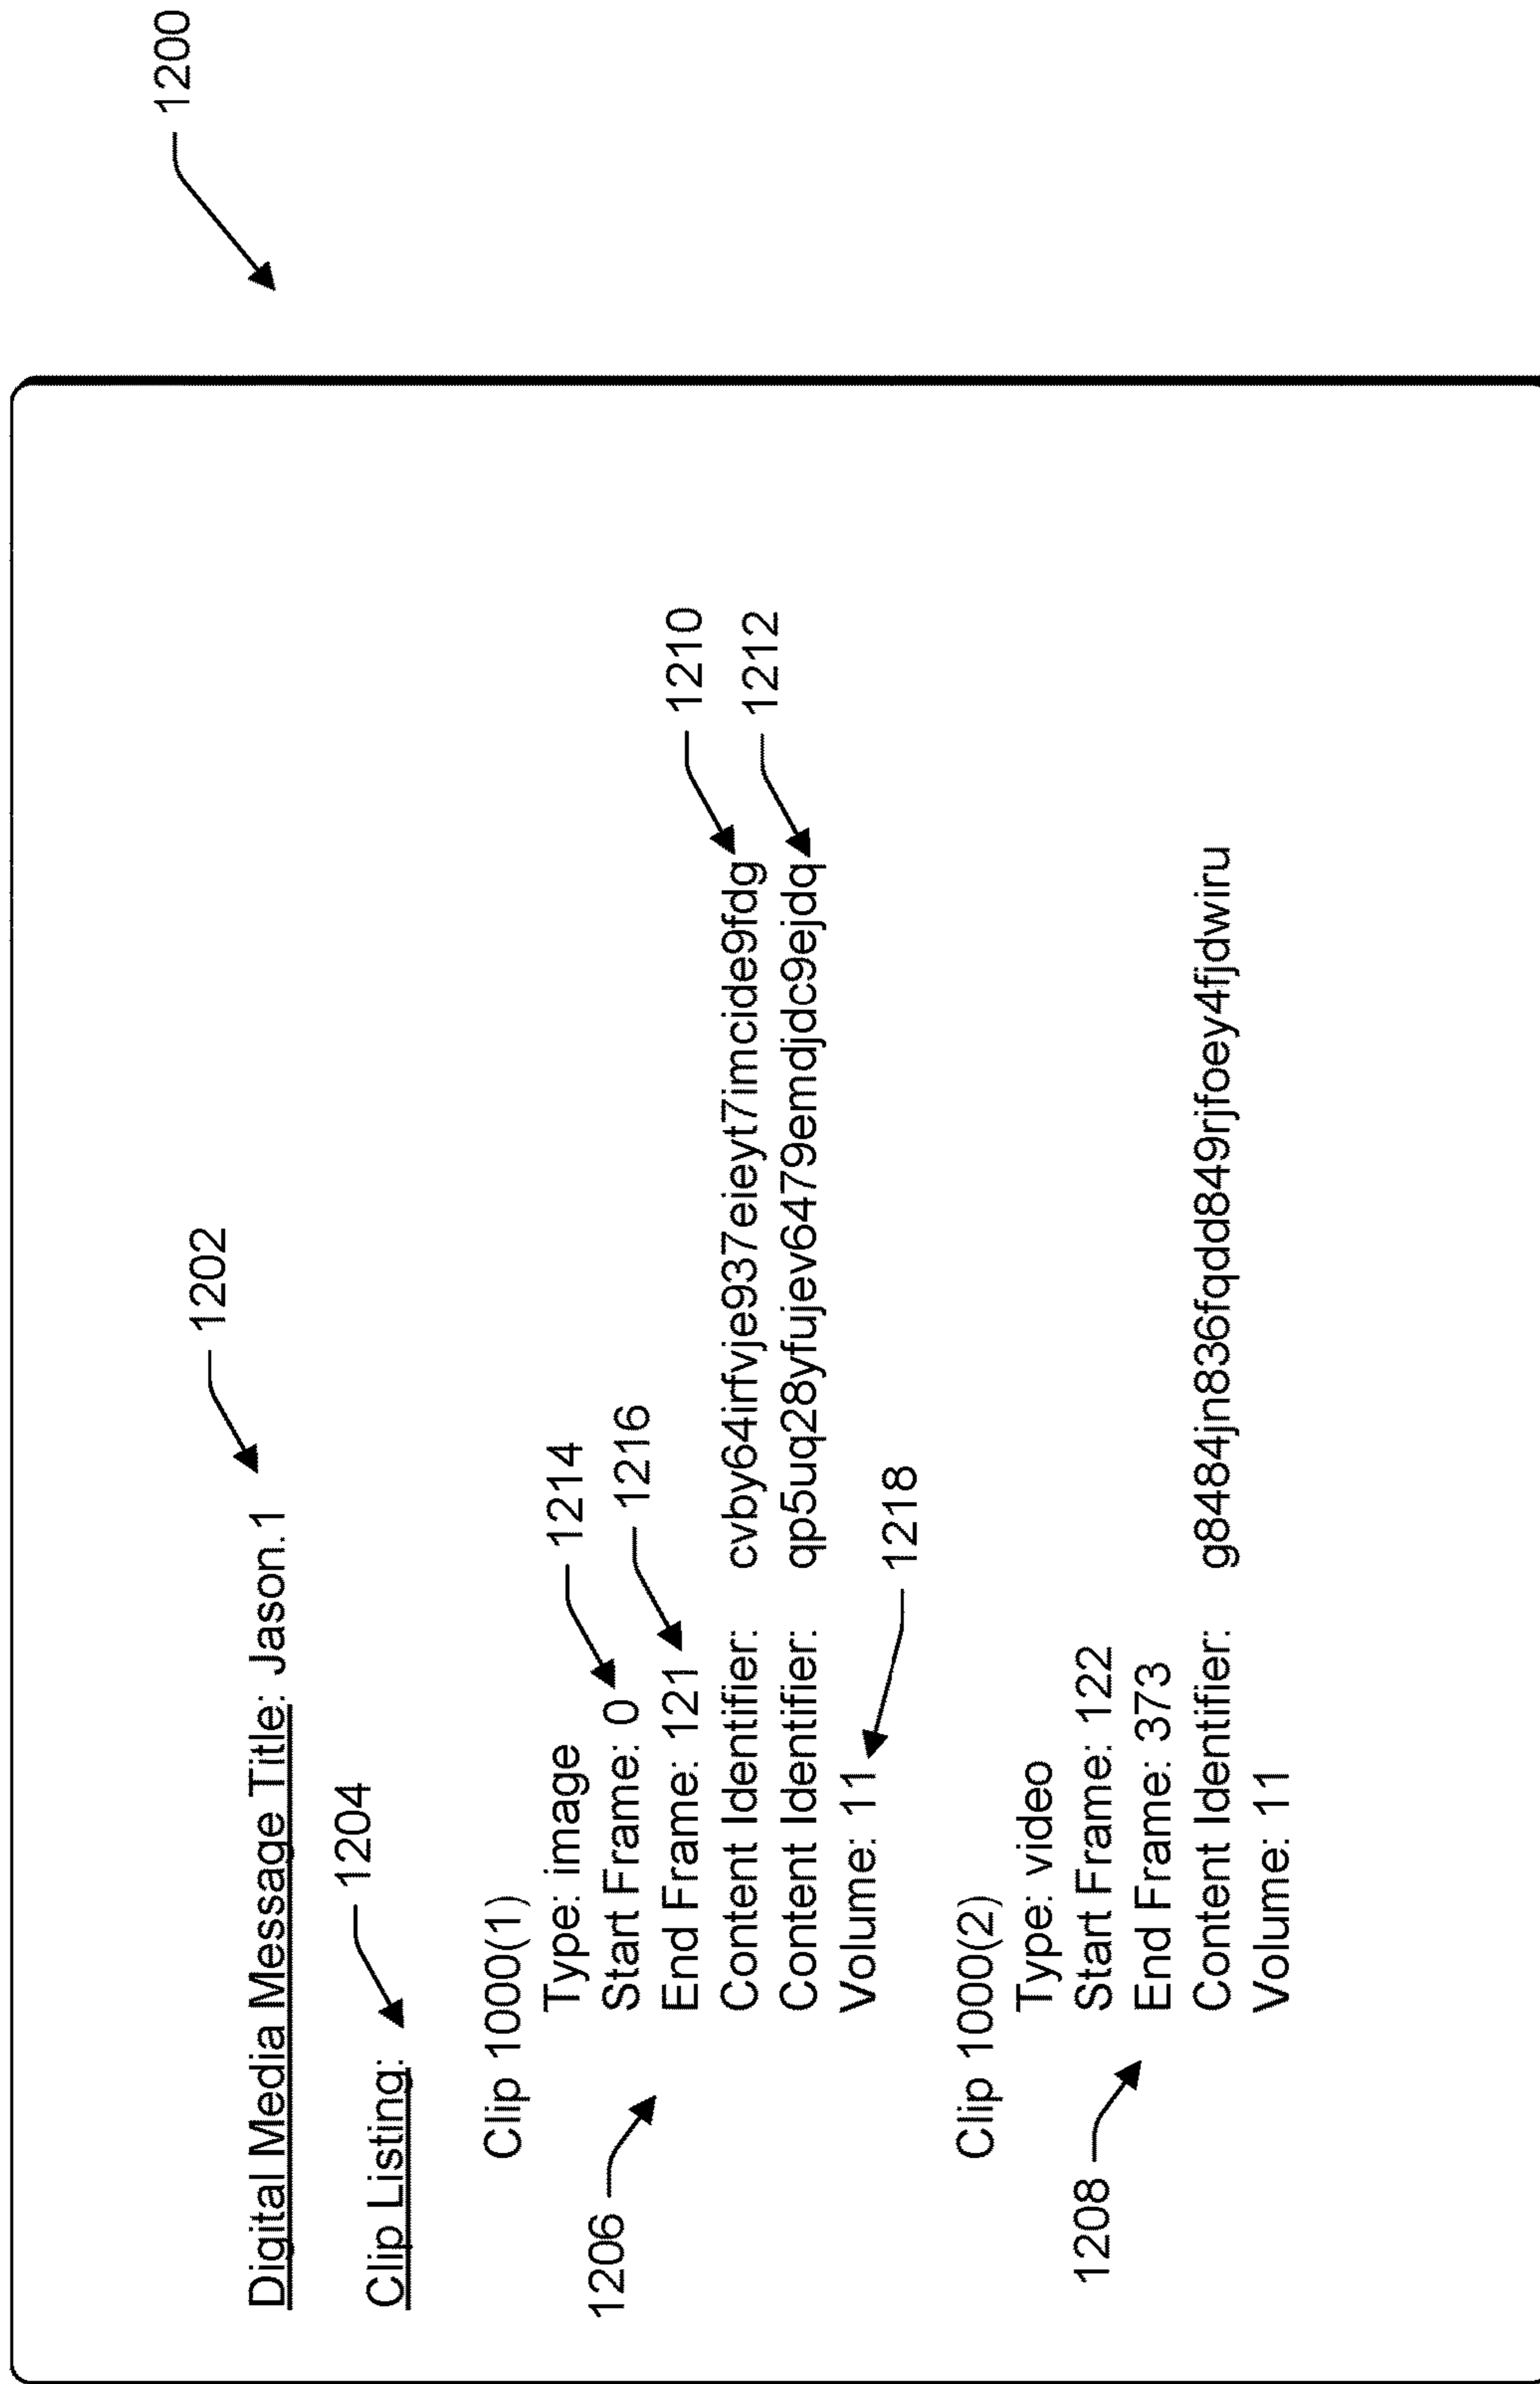 1200
1202
Digital Media Message Title: Jason.1
1204
Clip Listing:
Clip 1000(1)
1206
Type: image
1214
Start Frame: 0
1216
End Frame: 121
1210
Content Identifier: cvby64irfvje937eieyt7imcide9fdg
1212
Content Identifier: qp5uq28yfujev6479emdjdc9ejdq
Volume: 11
1218
Clip 1000(2)
1208
Type: video
Start Frame: 122
End Frame: 373
Content Identifier: g8484jn836fqdd849rjfoey4fjdwiru
Volume: 11